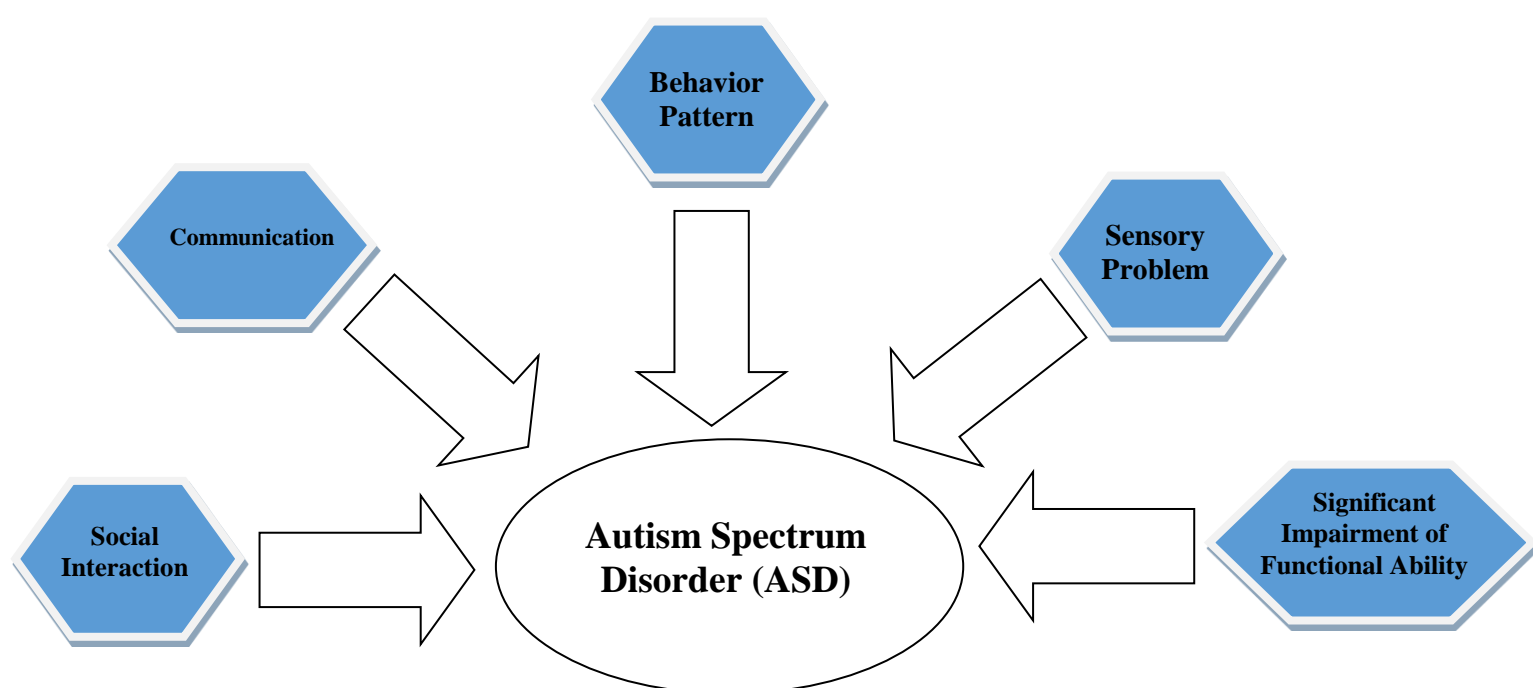 Behavior
Pattern
Communication
Sensory
Problem
Social
Interaction
Autism Spectrum
Disorder (ASD)
Significant
Impairment of
Functional Ability